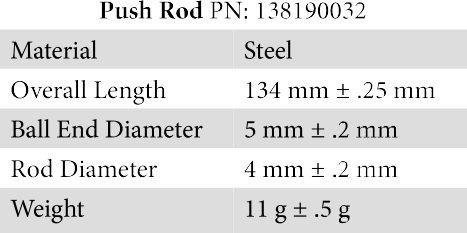 Push Rod PN: 138190032
Material Steel
Overall Length 134 mm ± .25 mm
Ball End Diameter 5 mm ± .2 mm
Rod Diameter 4 mm ± .2 mm
Weight 11 g ± .5 g